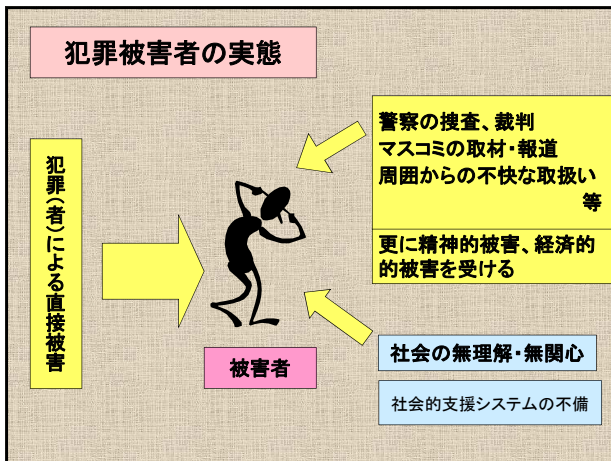 犯罪被害者の実態
犯罪(者)による直接被害
被害者
警察の捜査、裁判
マスコミの取材・報道
周囲からの不快な取扱い
等
更に精神的被害、経済的
的被害を受ける
社会の無理解・無関心
社会的支援システムの不備